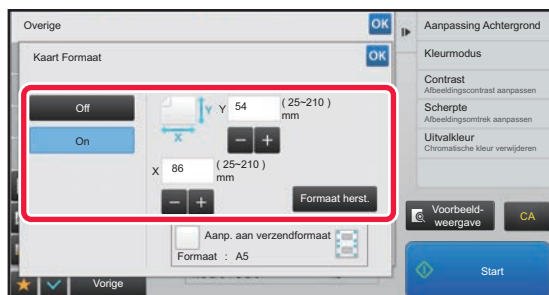 Overige
OK
Kaart Formaat
OK
Off
On
Y
Y
54
( 25~210 )
mm
X
X
86
( 25~210 )
mm
Formaat herst.
Aanp. aan verzendformaat
Formaat : A5
Vorige
Aanpassing Achtergrond
Kleurmodus
Contrast
Afbeeldingscontrast aanpassen
Scherpte
Afbeeldingsomtrek aanpassen
Uitvalkleur
Chromatische kleur verwijderen
Voorbeeld-
weergave
CA
Start